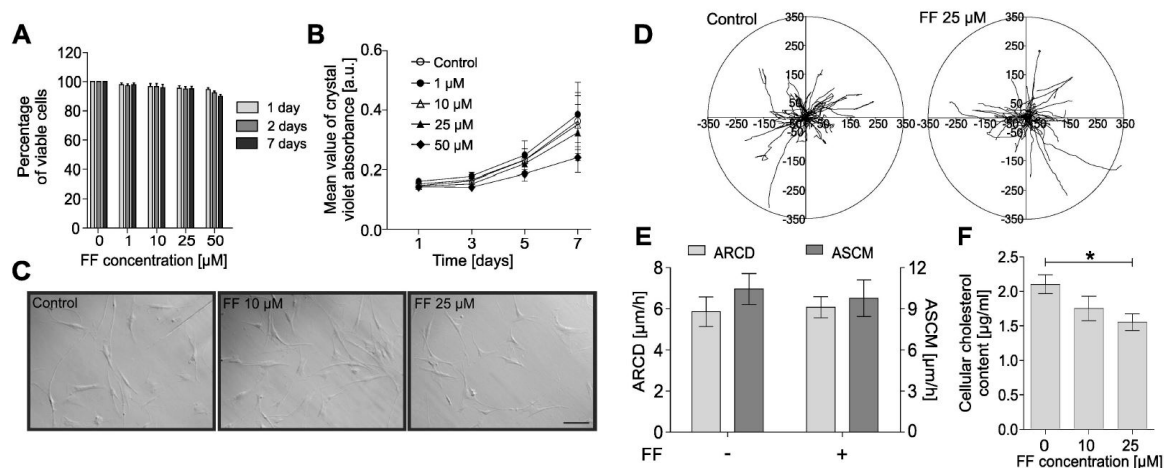 A
120
100
80
60
40
20
0
Percentage
of viable cells
0 1 10 25 50
FF concentration [µM]
1 day
2 days
7 days
B
0.6
0.4
0.2
0.0
Mean value of crystal
violet absorbance [a.u.]
Control
1 µM
10 µM
25 µM
50 µM
1 3 5 7
Time [days]
C
Control
FF 10 µM
FF 25 µM
D
Control
350
250
150
50
-350 -250 -150 -50 50 150 250 350
-50
-150
-250
-350
FF 25 µM
350
250
150
50
-350 -250 -150 -50 50 150 250 350
-50
-150
-250
-350
E
ARCD
ASCM
8
6
4
2
0
ARCD [µm/h]
12
9
6
3
0
ASCM [µm/h]
FF - +
F
2.5
2.0
1.5
1.0
0.5
0.0
Cellular cholesterol
content [µg/ml]
*
0 10 25
FF concentration [µM]